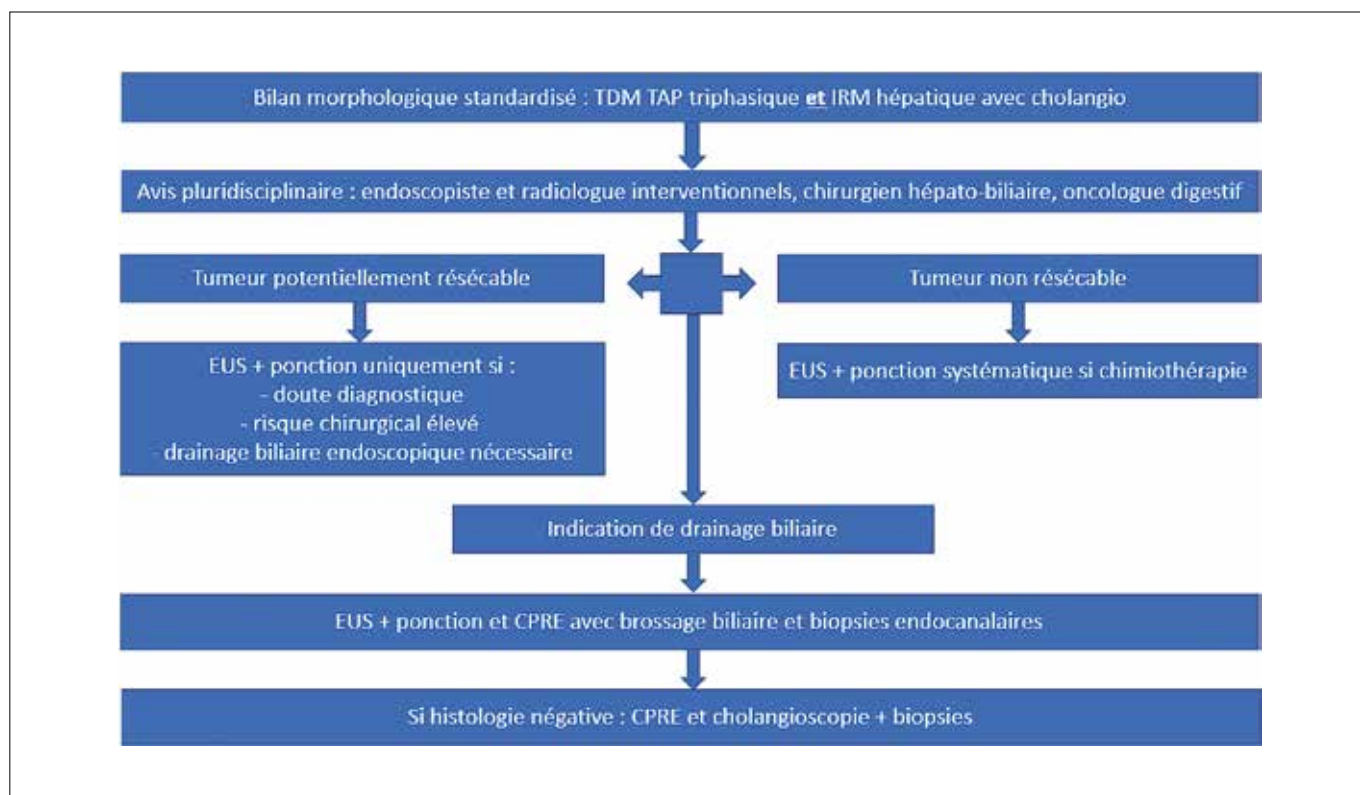 Bilan morphologique standardisé : TDM TAP triphasique et IRM hépatique avec cholangio
Avis pluridisciplinaire : endoscopiste et radiologue interventionnels, chirurgien hépato-biliaire, oncologue digestif
Tumeur potentiellement résécable
Tumeur non résécable
EUS + ponction uniquement si :
- doute diagnostique
- risque chirurgical élevé
- drainage biliaire endoscopique nécessaire
EUS + ponction systématique si chimiothérapie
Indication de drainage biliaire
EUS + ponction et CPRE avec brossage biliaire et biopsies endocanalaires
Si histologie négative : CPRE et cholangioscopie + biopsies